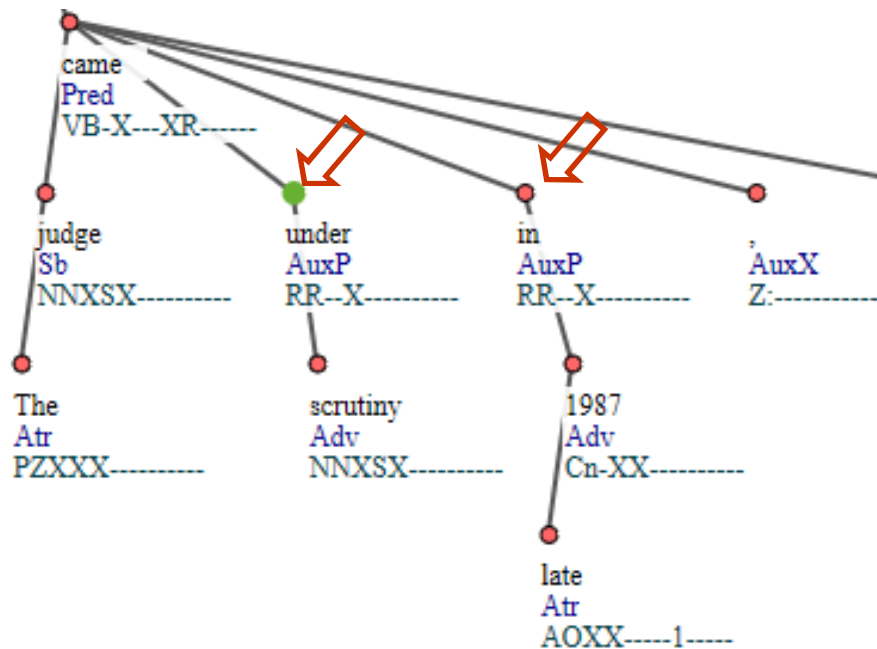 came
Pred
VB-X---XR------
judge
Sb
NNXSX----------
under
AuxP
RR--X----------
in
AuxP
RR--X----------
,
AuxX
Z:-----------
The
Atr
PZXXX----------
scrutiny
Adv
NNXSX----------
1987
Adv
Cn-XX----------
late
Atr
AOXX-----1-----